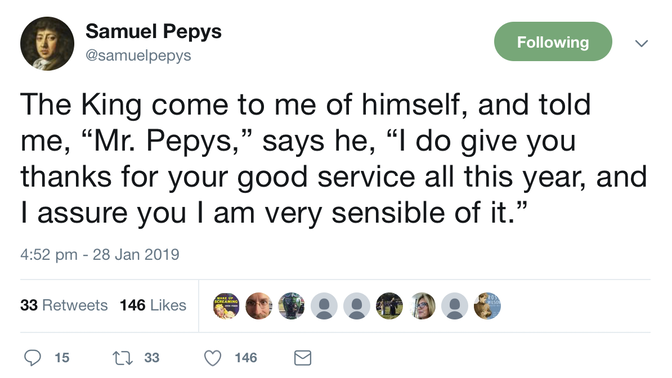 Samuel Pepys
@samuelpepys
Following
The King come to me of himself, and told
me, “Mr. Pepys,” says he, “I do give you
thanks for your good service all this year, and
I assure you I am very sensible of it.”
4:52 pm - 28 Jan 2019
33 Retweets 146 Likes
15 33 146